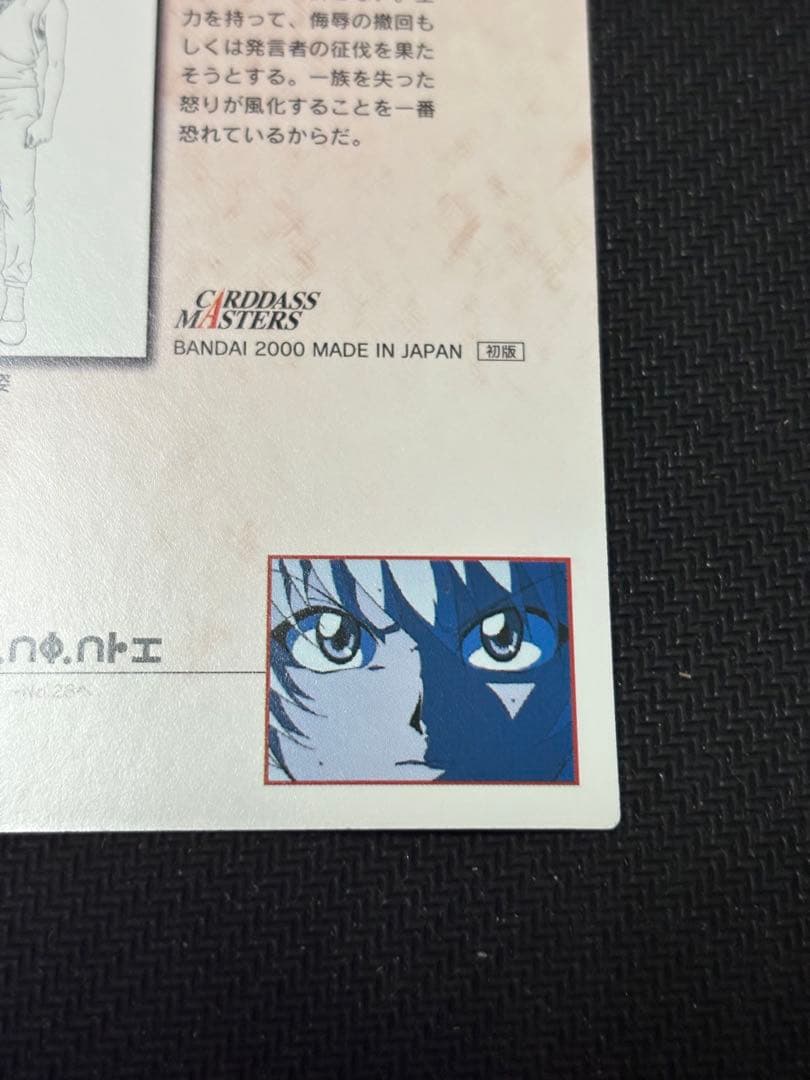 力を持って、侮辱の撤回も
しくは発言者の征伐を果た
そうとする。一族を失った
怒りが風化することを一番
恐れているからだ。
CARDDASS
MASTERS
BANDAI 2000 MADE IN JAPAN 初版